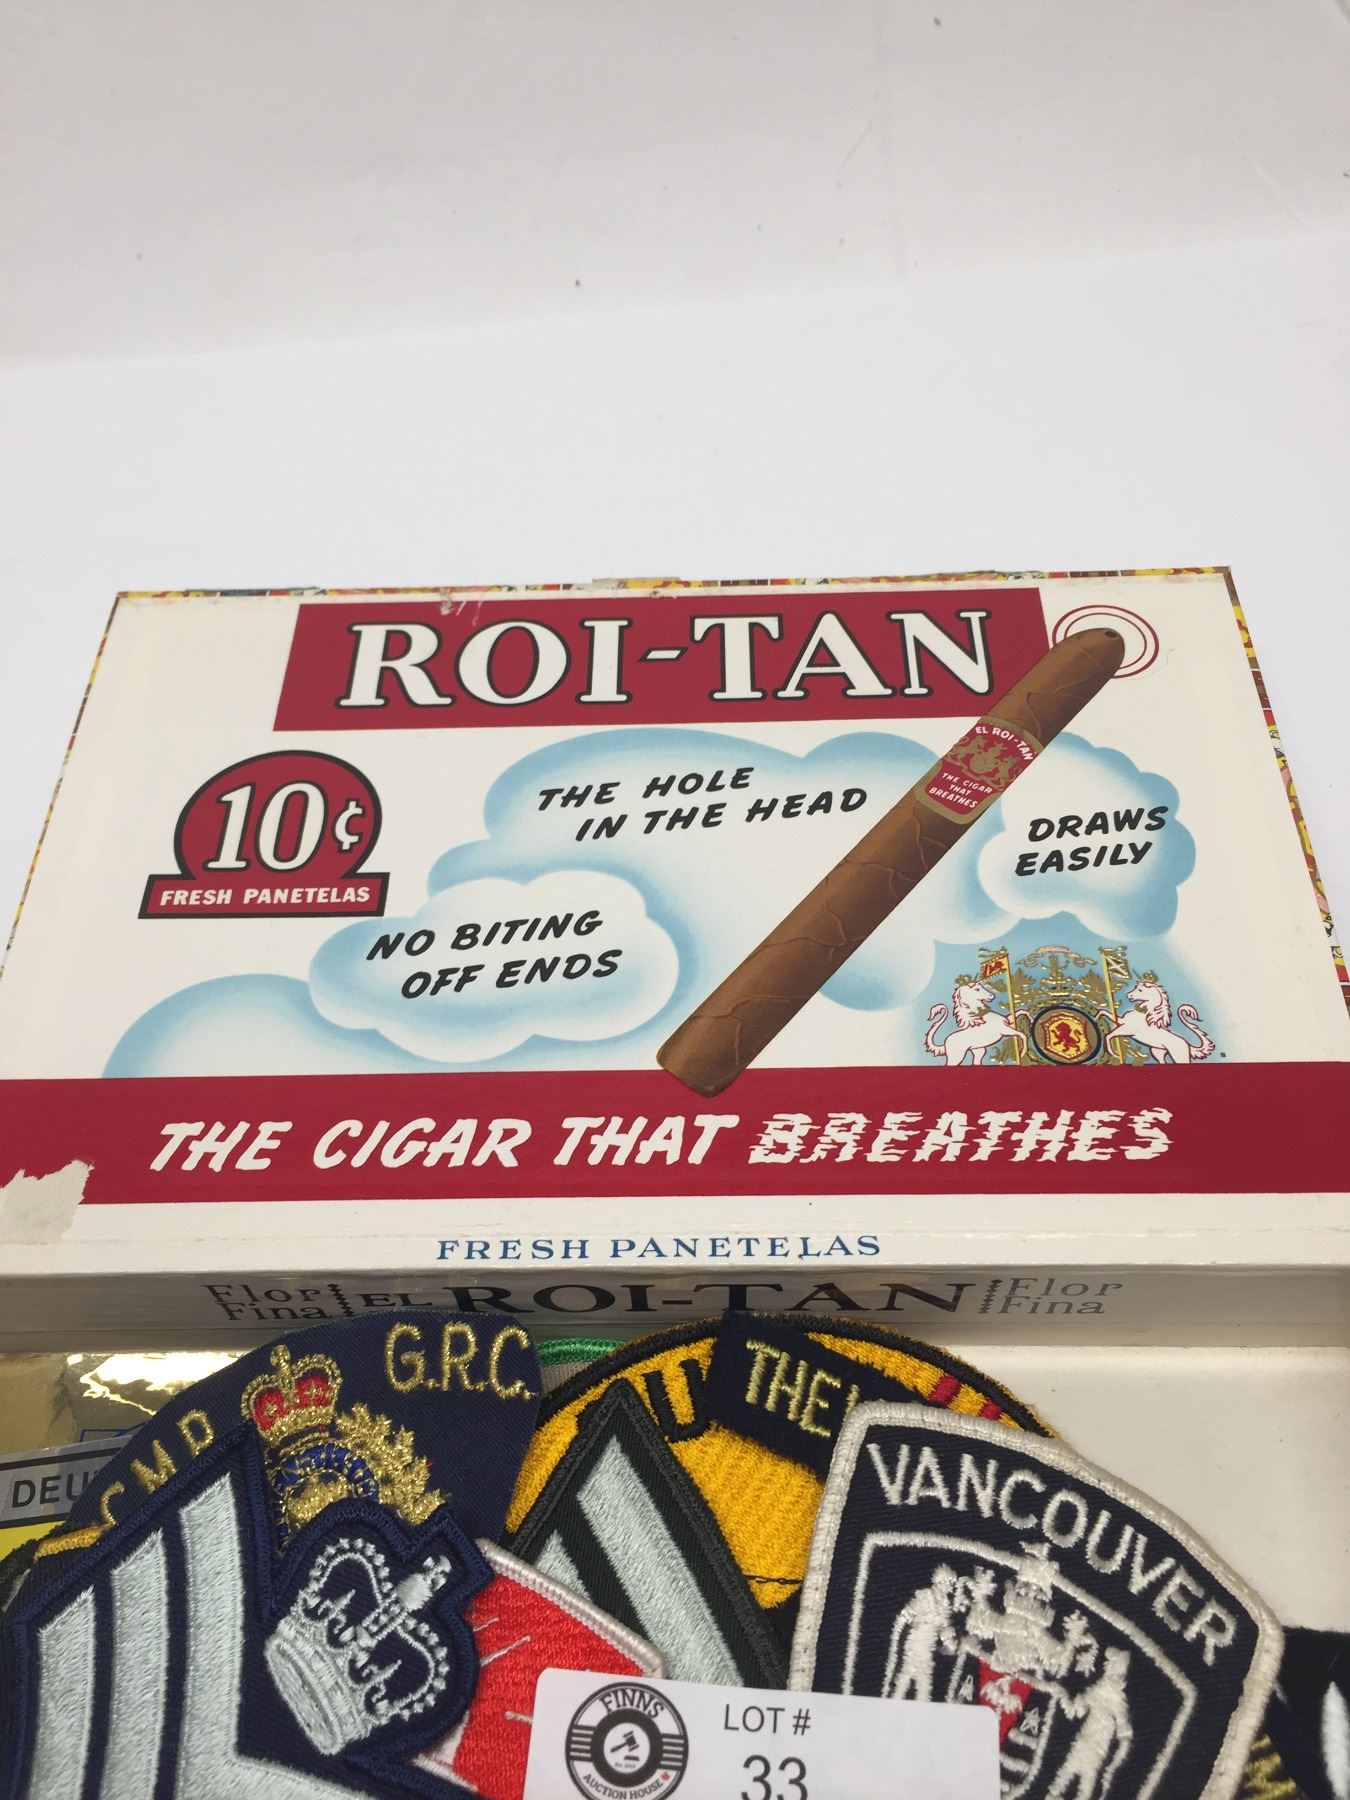 ROI-TAN
10¢
FRESH PANETELAS
THE HOLE
IN THE HEAD
EL ROI-TAN
THE CIGAR
THAT
BREATHES
DRAWS
EASILY
NO BITING
OFF ENDS
THE CIGAR THAT BREATHES
FRESH PANETELAS
Flor
Fina
EL ROI-TAN
Flor
Fina
G.R.C.
C.M.P.
DEU
U
THE
VANCOUVER
FINNS
AUCTION HOUSE
LOT #
33